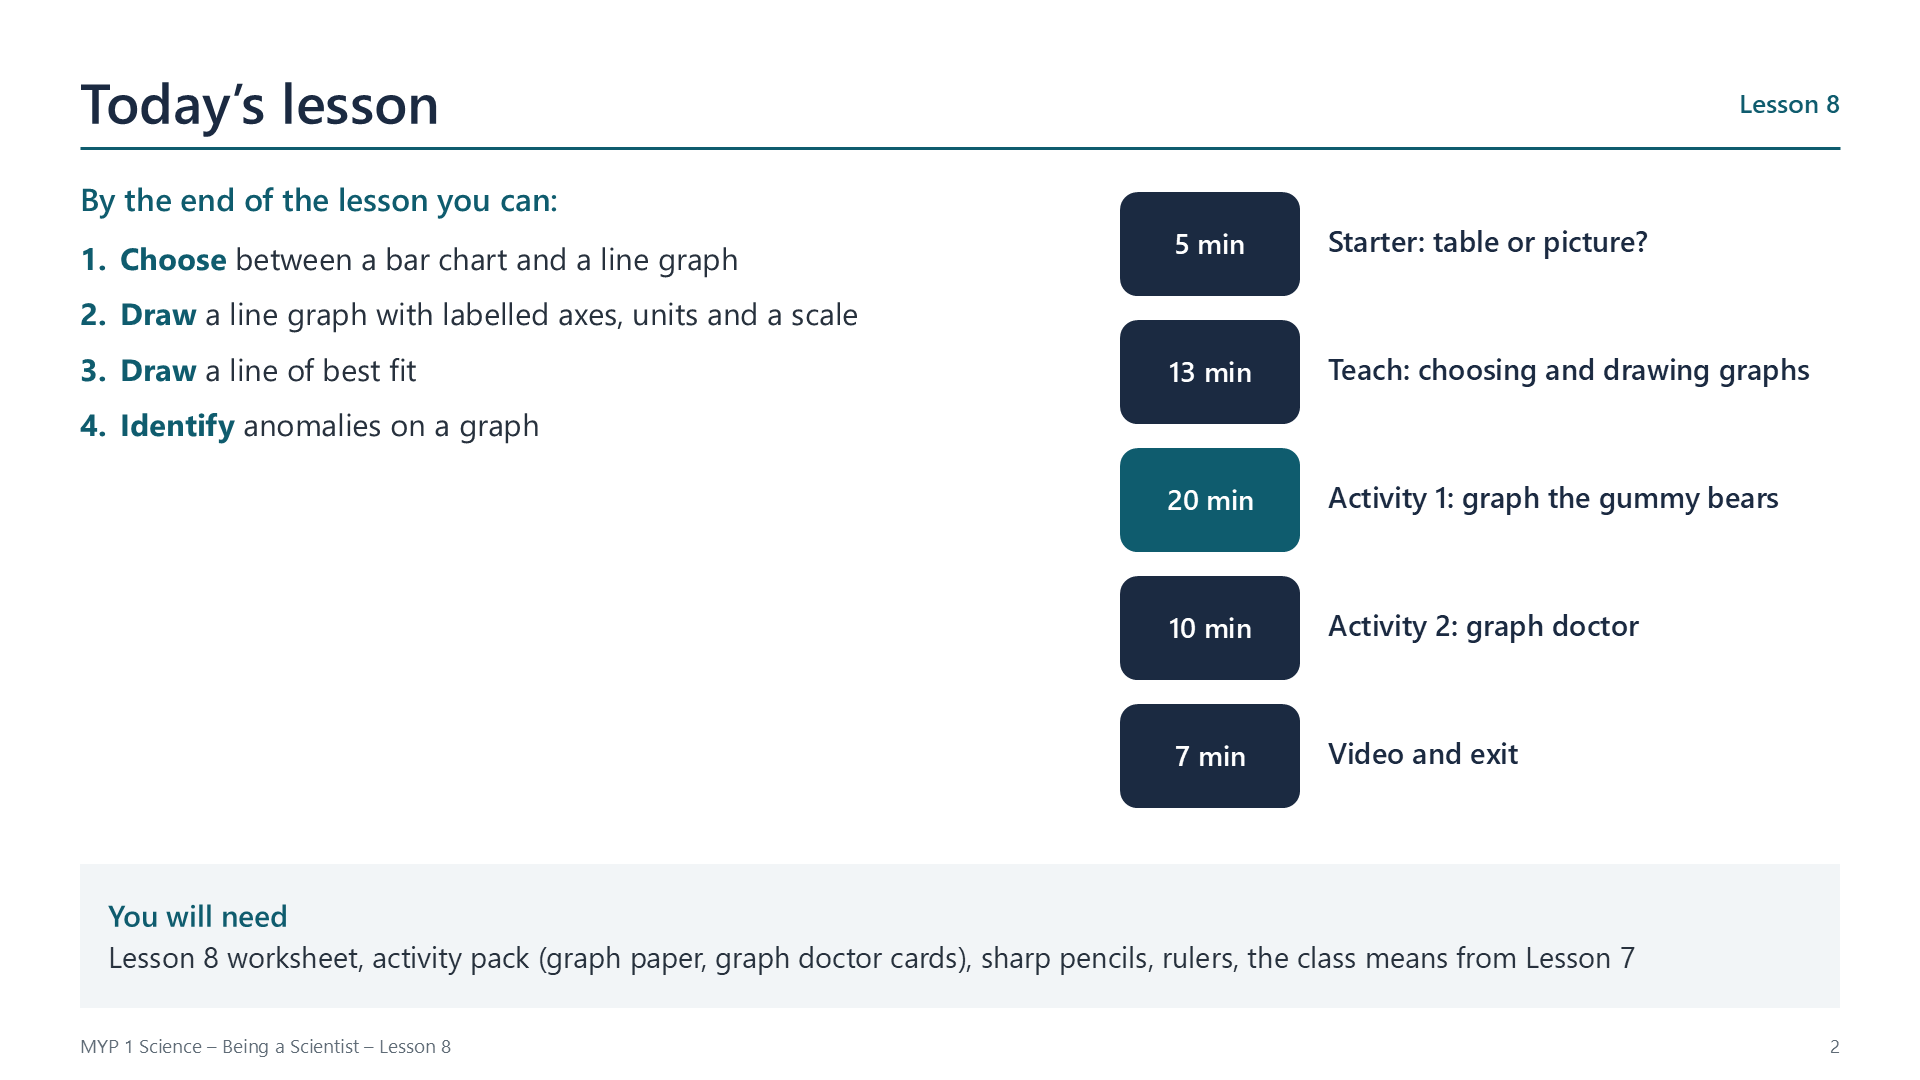 Today’s lesson
Lesson 8
By the end of the lesson you can:
1. Choose between a bar chart and a line graph
2. Draw a line graph with labelled axes, units and a scale
3. Draw a line of best fit
4. Identify anomalies on a graph
5 min
Starter: table or picture?
13 min
Teach: choosing and drawing graphs
20 min
Activity 1: graph the gummy bears
10 min
Activity 2: graph doctor
7 min
Video and exit
You will need
Lesson 8 worksheet, activity pack (graph paper, graph doctor cards), sharp pencils, rulers, the class means from Lesson 7
MYP 1 Science – Being a Scientist – Lesson 8
2